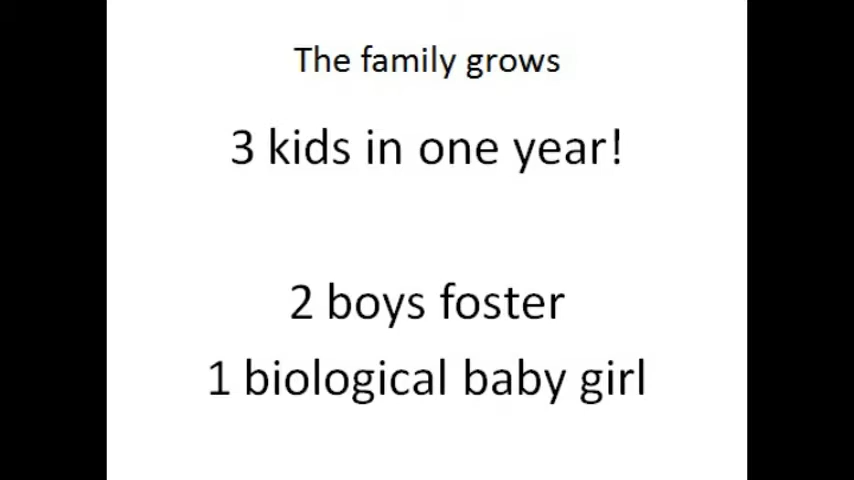 The family grows
3 kids in one year!
2 boys foster
1 biological baby girl